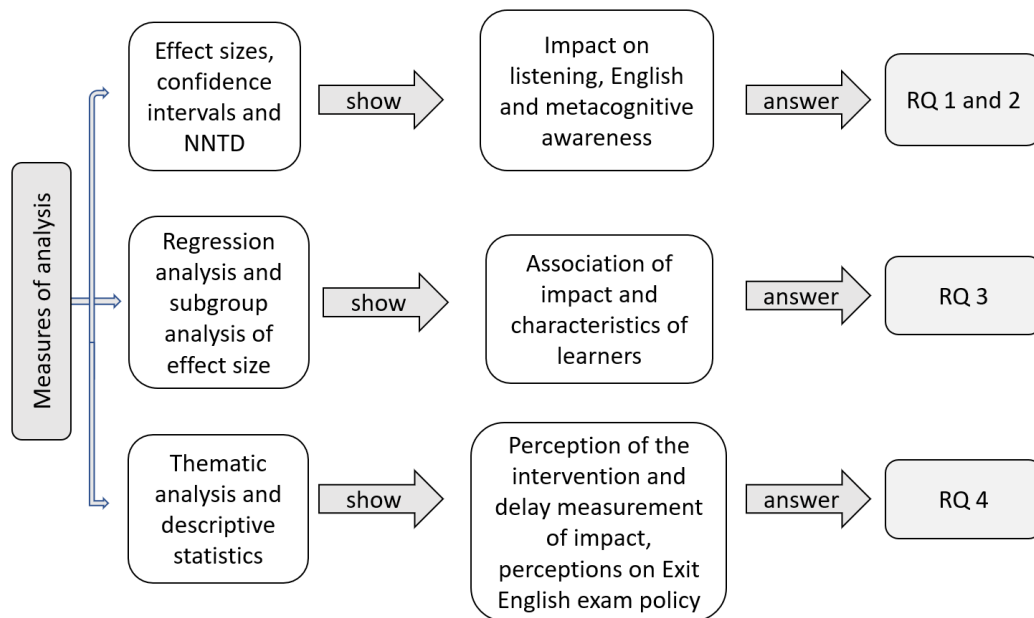 Measures of analysis
Effect sizes,
confidence
intervals and
NNTD
show
Impact on
listening, English
and metacognitive
awareness
answer
RQ 1 and 2
Regression
analysis and
subgroup
analysis of
effect size
show
Association of
impact and
characteristics of
learners
answer
RQ 3
Thematic
analysis and
descriptive
statistics
show
Perception of the
intervention and
delay measurement
of impact,
perceptions on Exit
English exam policy
answer
RQ 4